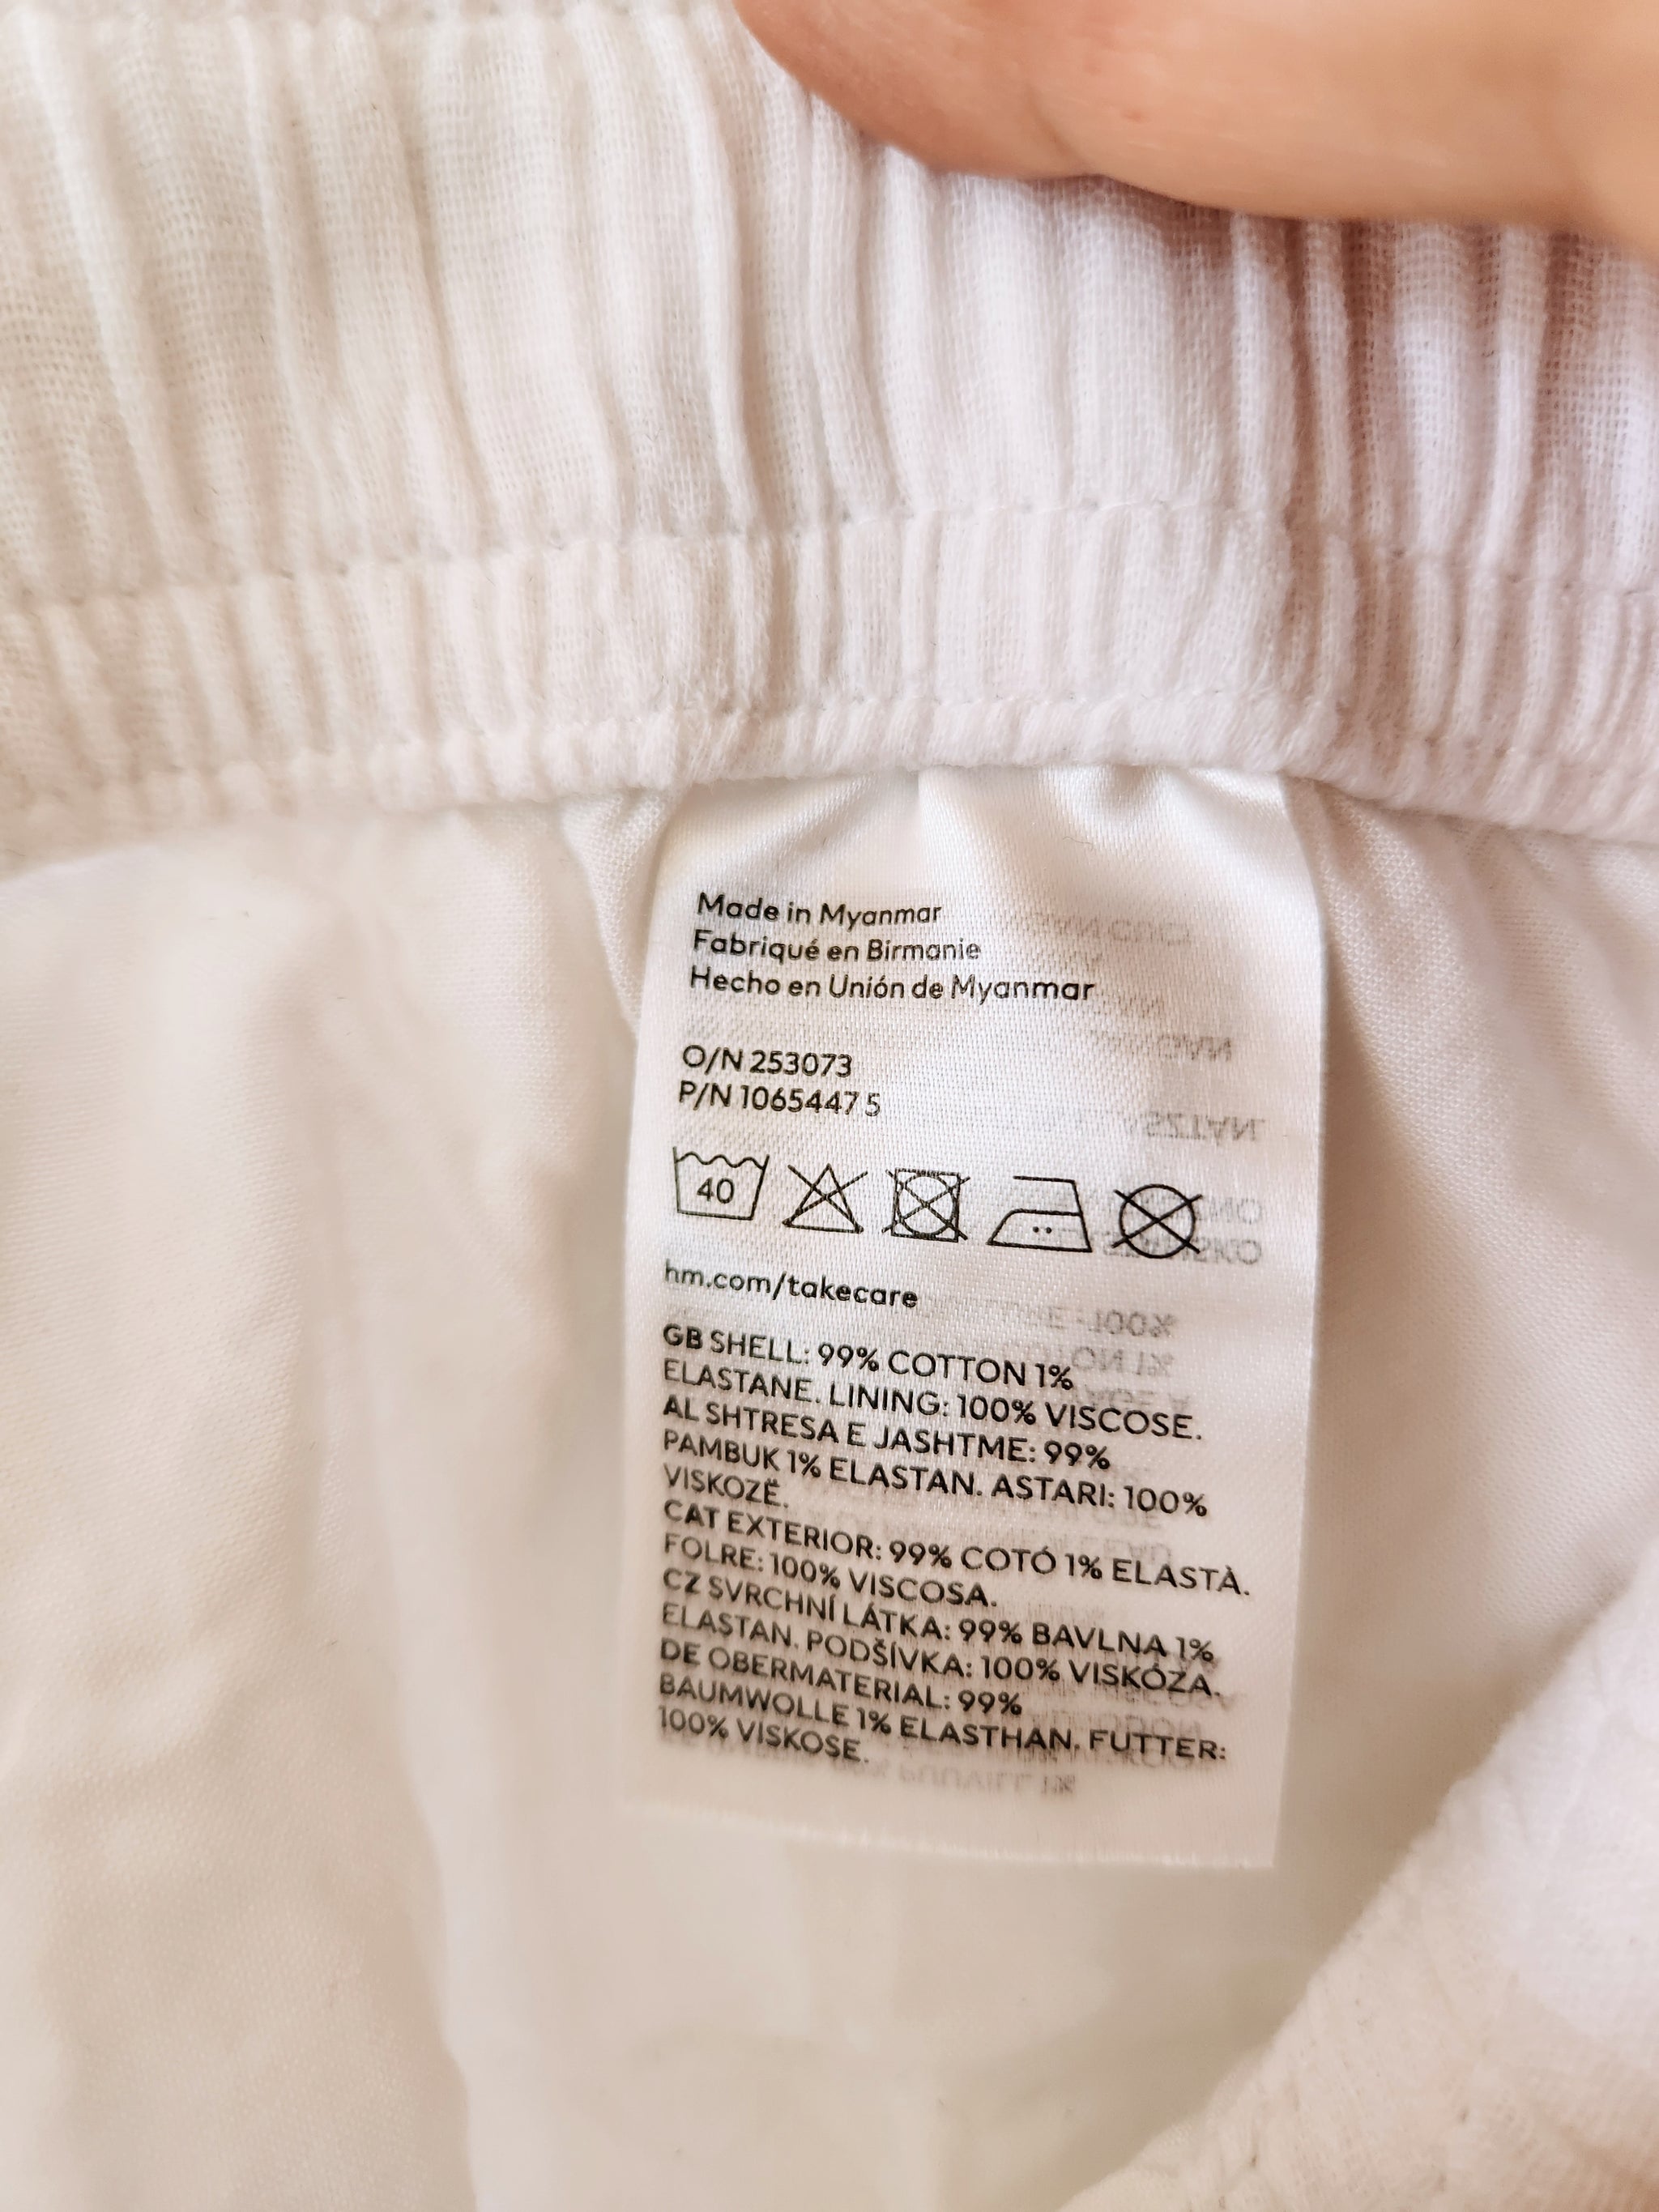 Made in Myanmar
Fabriqué en Birmanie
Hecho en Unión de Myanmar
O/N 253073
P/N 1065447 5
40
hm.com/takecare
GB SHELL: 99% COTTON 1%
ELASTANE. LINING: 100% VISCOSE.
AL SHTRESA E JASHTME: 99%
PAMBUK 1% ELASTAN. ASTARI: 100%
VISKOZË.
CAT EXTERIOR: 99% COTÓ 1% ELASTÀ.
FOLRE: 100% VISCOSA.
CZ SVRCHNÍ LÁTKA: 99% BAVLNA 1%
ELASTAN. PODŠÍVKA: 100% VISKÓZA.
DE OBERMATERIAL: 99%
BAUMWOLLE 1% ELASTHAN. FUTTER:
100% VISKOSE.